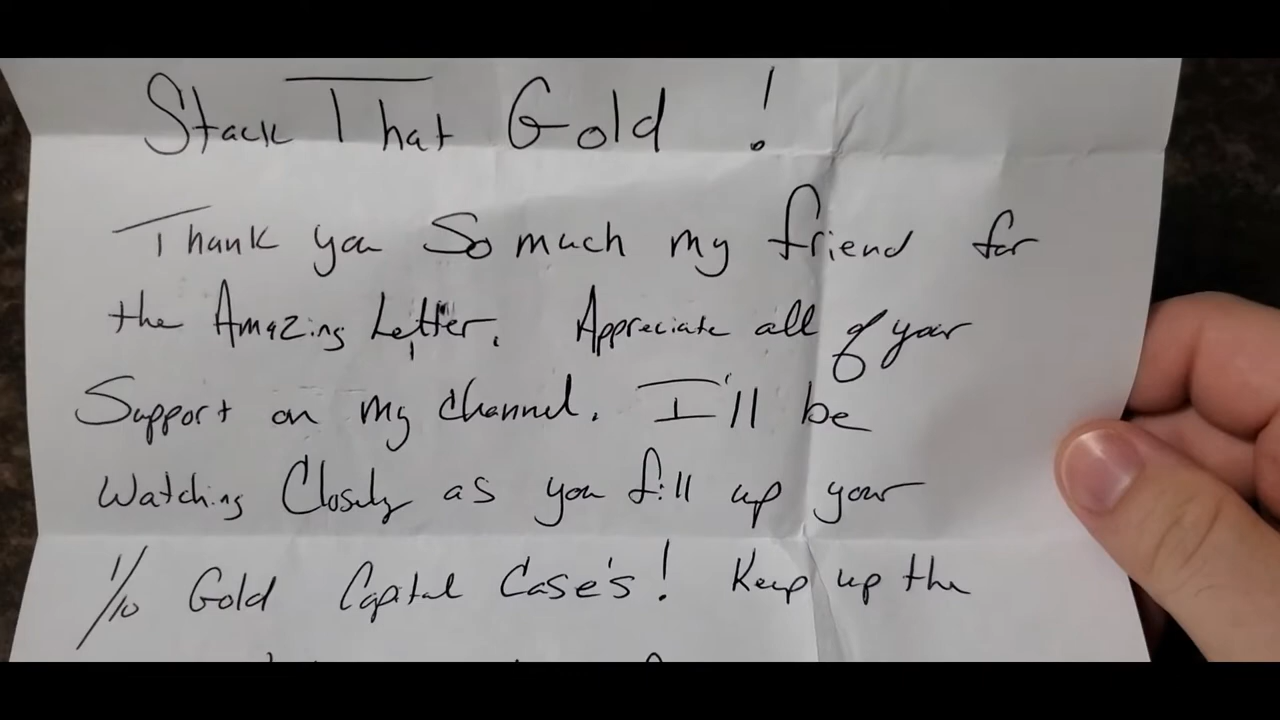 Stack That Gold !
Thank you So much my friend for
the Amazing Letter. Appreciate all of your
Support on my channel. I'll be
Watching Closely as you fill up your
1/10 Gold Capital Case's! Keep up the